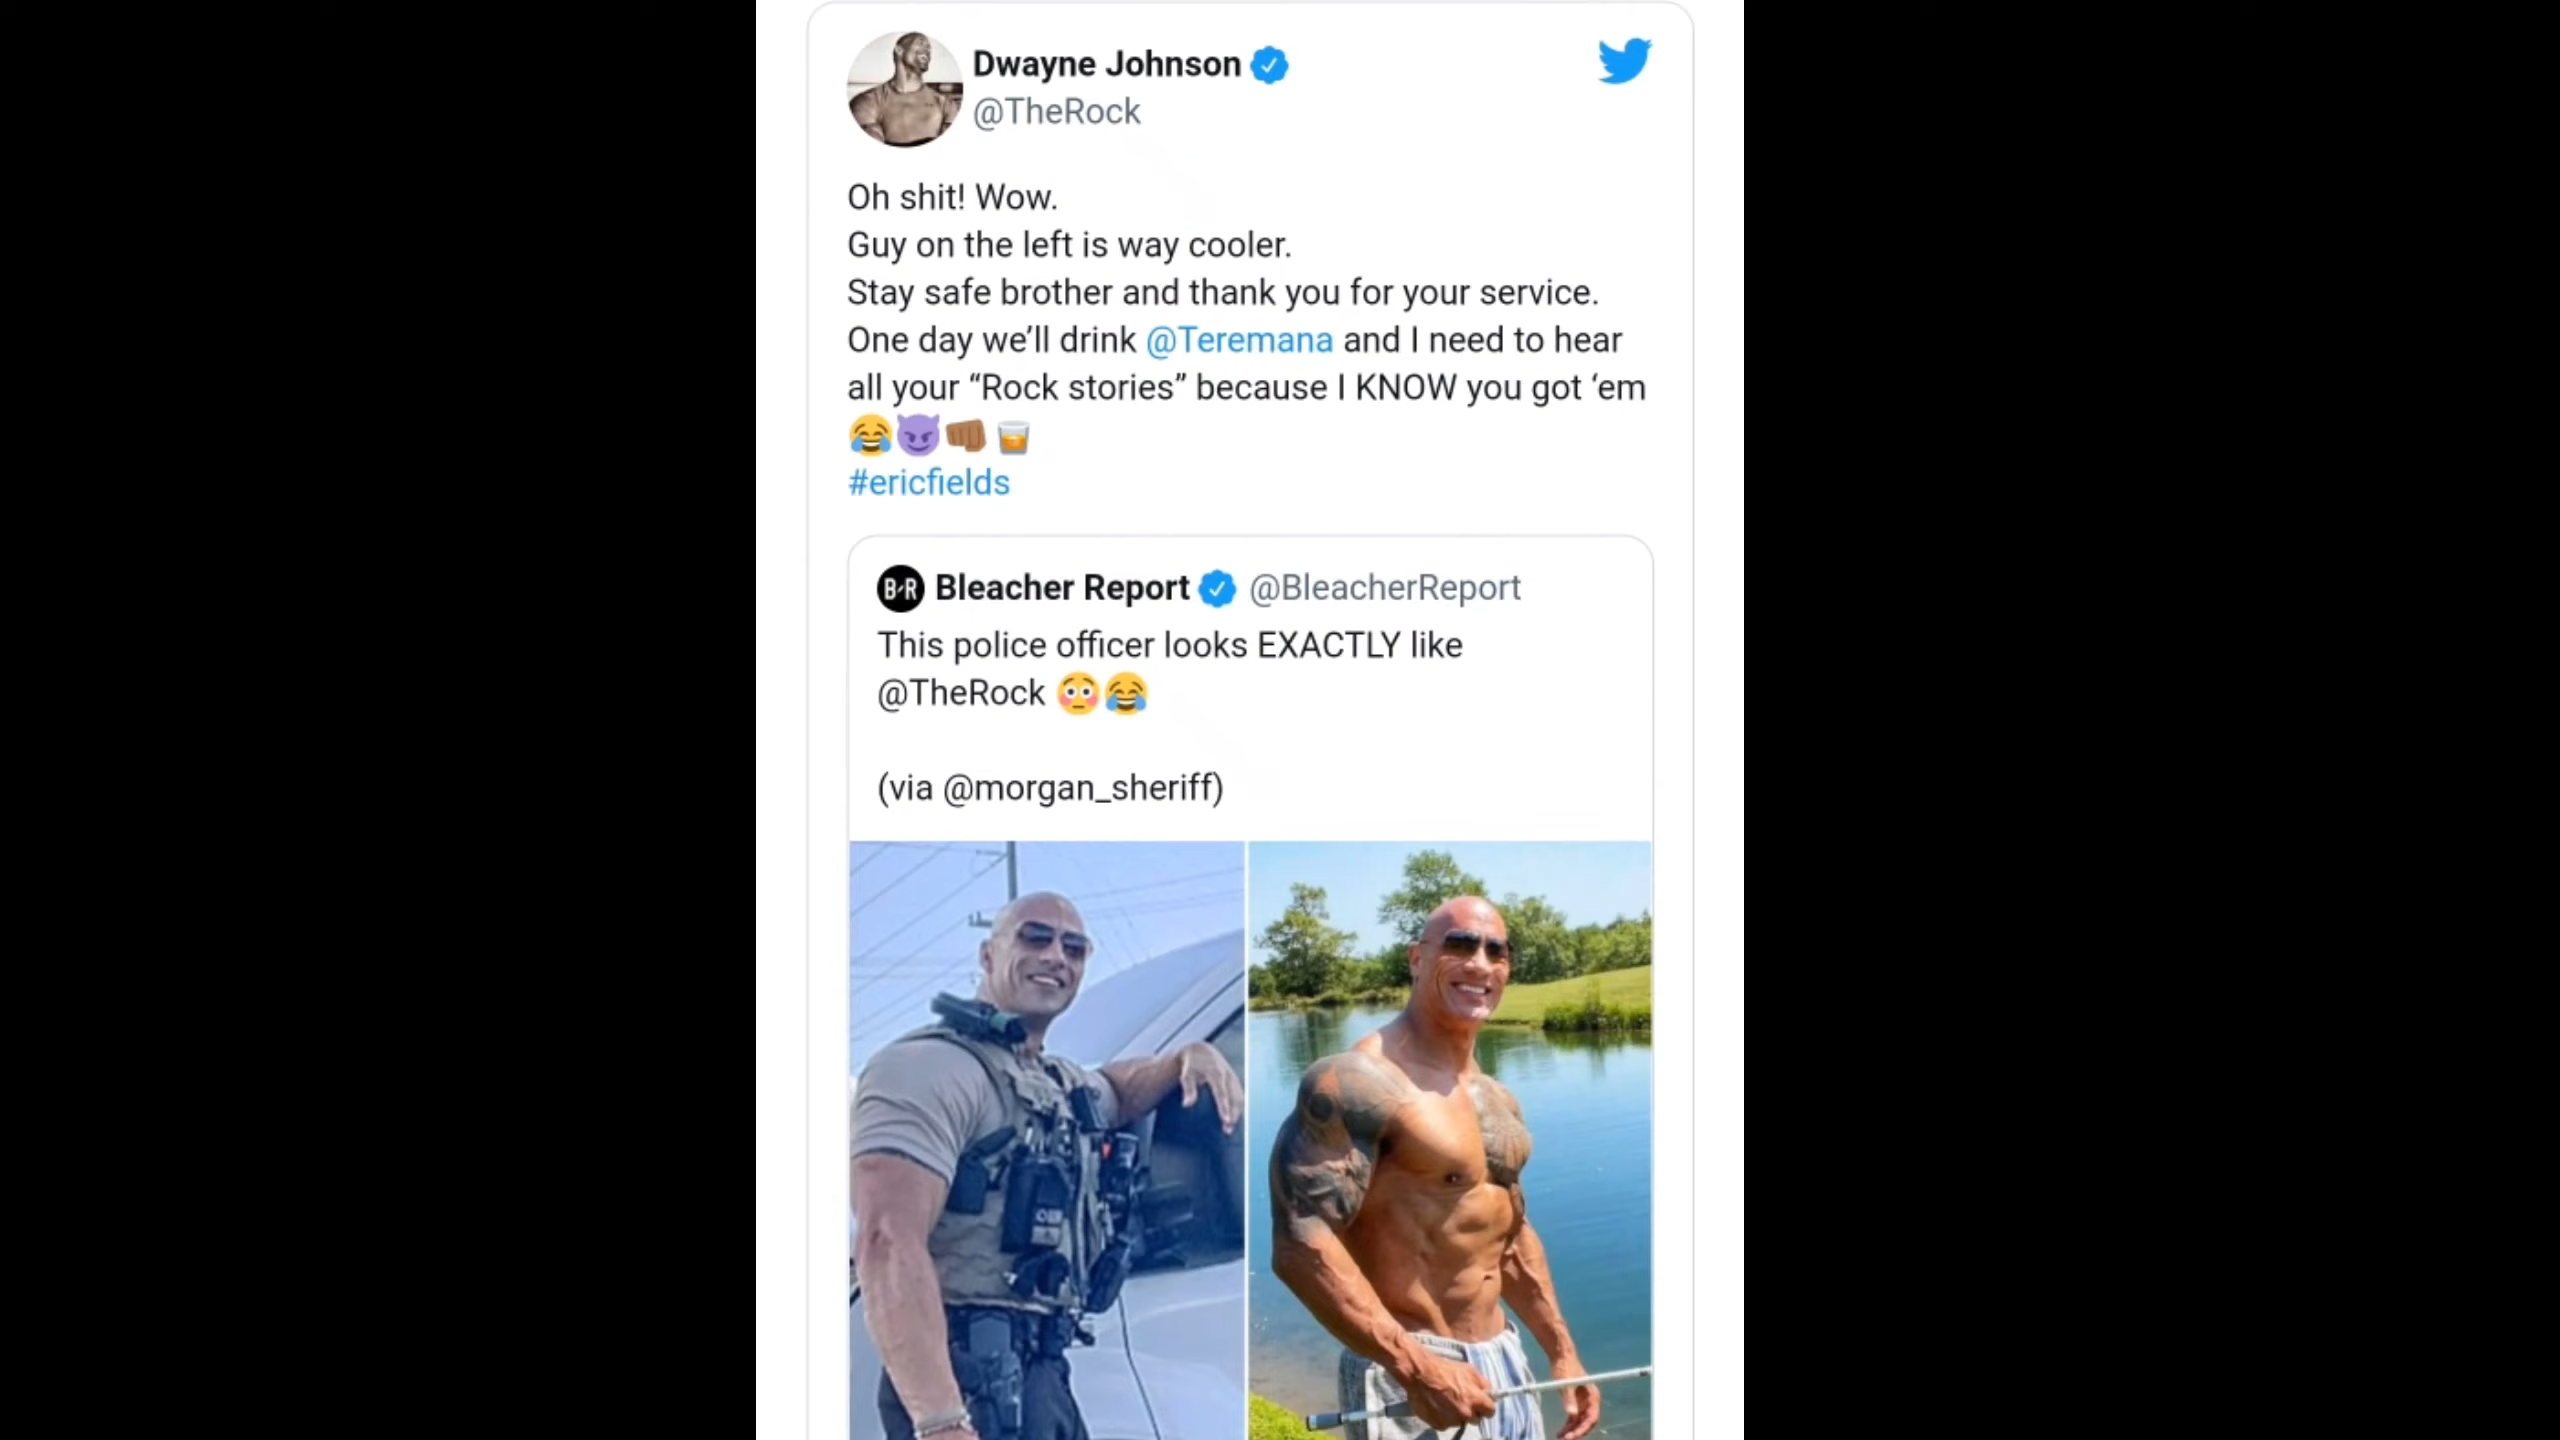 Dwayne Johnson
@TheRock
Oh shit! Wow.
Guy on the left is way cooler.
Stay safe brother and thank you for your service.
One day we’ll drink @Teremana and I need to hear
all your “Rock stories” because I KNOW you got ‘em
😂😈👊🏾🥃
#ericfields
B/R Bleacher Report @BleacherReport
This police officer looks EXACTLY like
@TheRock 😳😂
(via @morgan_sheriff)